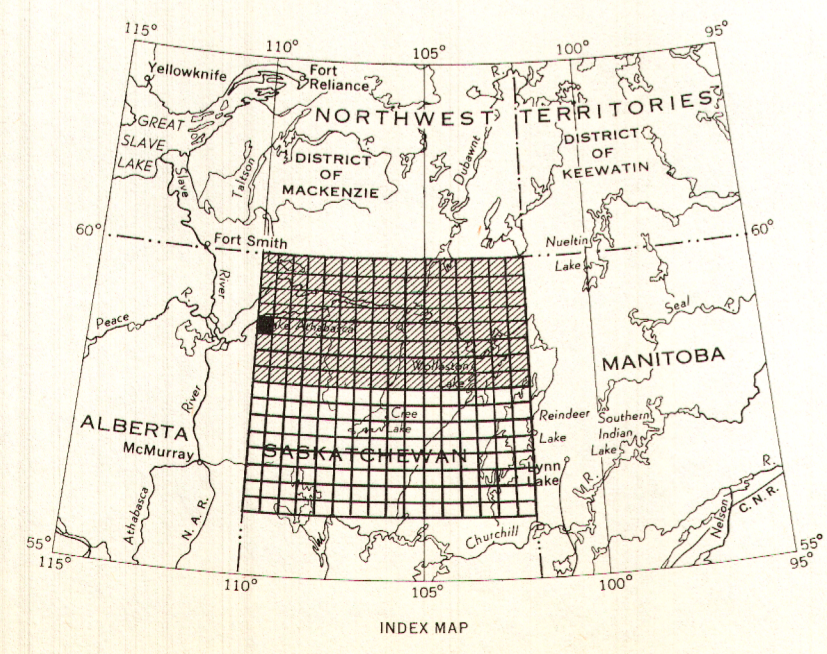 115°
110°
105°
100°
95°
Yellowknife
Fort
Reliance
R.
NORTHWEST TERRITORIES
GREAT
SLAVE
LAKE
Slave
River
Taltson
R.
DISTRICT
OF
MACKENZIE
Dubawnt
DISTRICT
OF
KEEWATIN
60°
Fort Smith
Nueltin
Lake
60°
Peace
R.
Lake Athabasca
Wollaston
Lake
Seal
R.
MANITOBA
ALBERTA
River
McMurray
Cree
Lake
SASKATCHEWAN
Reindeer
Lake
Southern
Indian
Lake
Lynn
Lake
Athabasca
N. A. R.
Churchill
R.
Nelson
R.
C.N.R.
55°
115°
110°
105°
100°
55°
95°
INDEX MAP